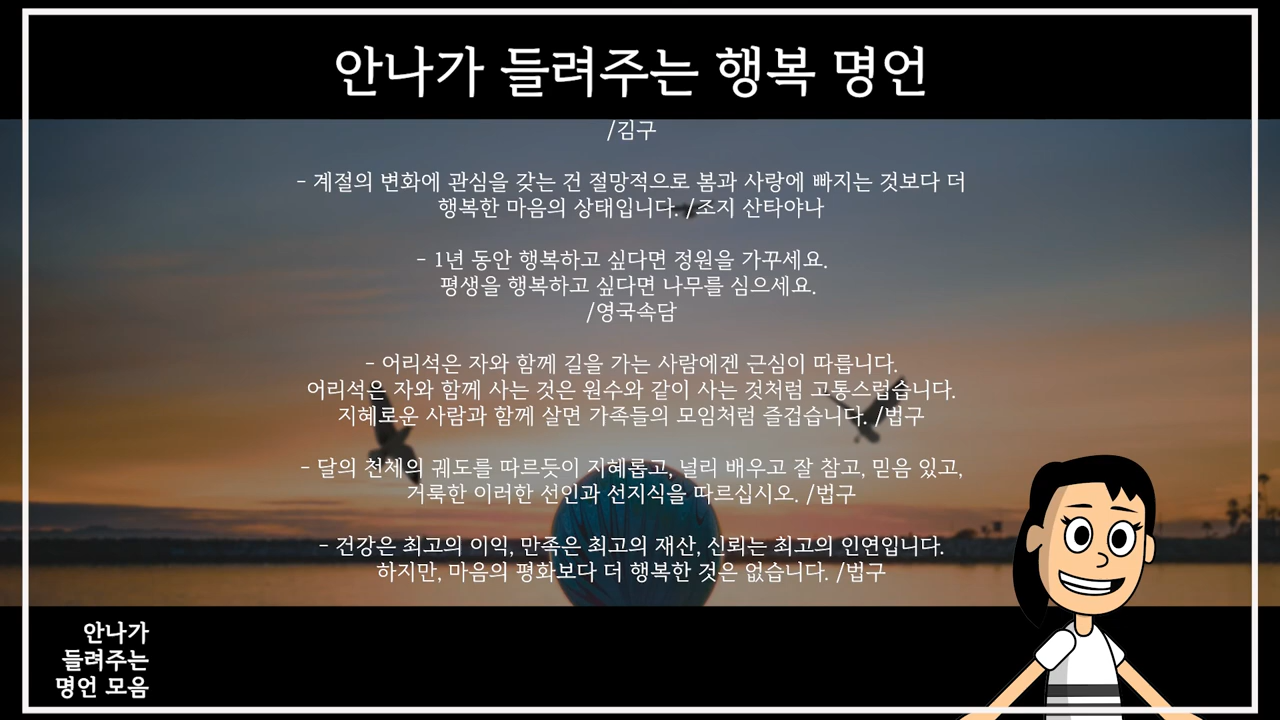 안나가 들려주는 행복 명언
/김구
- 계절의 변화에 관심을 갖는 건 절망적으로 봄과 사랑에 빠지는 것보다 더
행복한 마음의 상태입니다. /조지 산타야나
- 1년 동안 행복하고 싶다면 정원을 가꾸세요.
평생을 행복하고 싶다면 나무를 심으세요.
/영국속담
- 어리석은 자와 함께 길을 가는 사람에겐 근심이 따릅니다.
어리석은 자와 함께 사는 것은 원수와 같이 사는 것처럼 고통스럽습니다.
지혜로운 사람과 함께 살면 가족들의 모임처럼 즐겁습니다. /법구
- 달의 천체의 궤도를 따르듯이 지혜롭고, 널리 배우고 잘 참고, 믿음 있고,
거룩한 이러한 선인과 선지식을 따르십시오. /법구
- 건강은 최고의 이익, 만족은 최고의 재산, 신뢰는 최고의 인연입니다.
하지만, 마음의 평화보다 더 행복한 것은 없습니다. /법구
안나가
들려주는
명언 모음